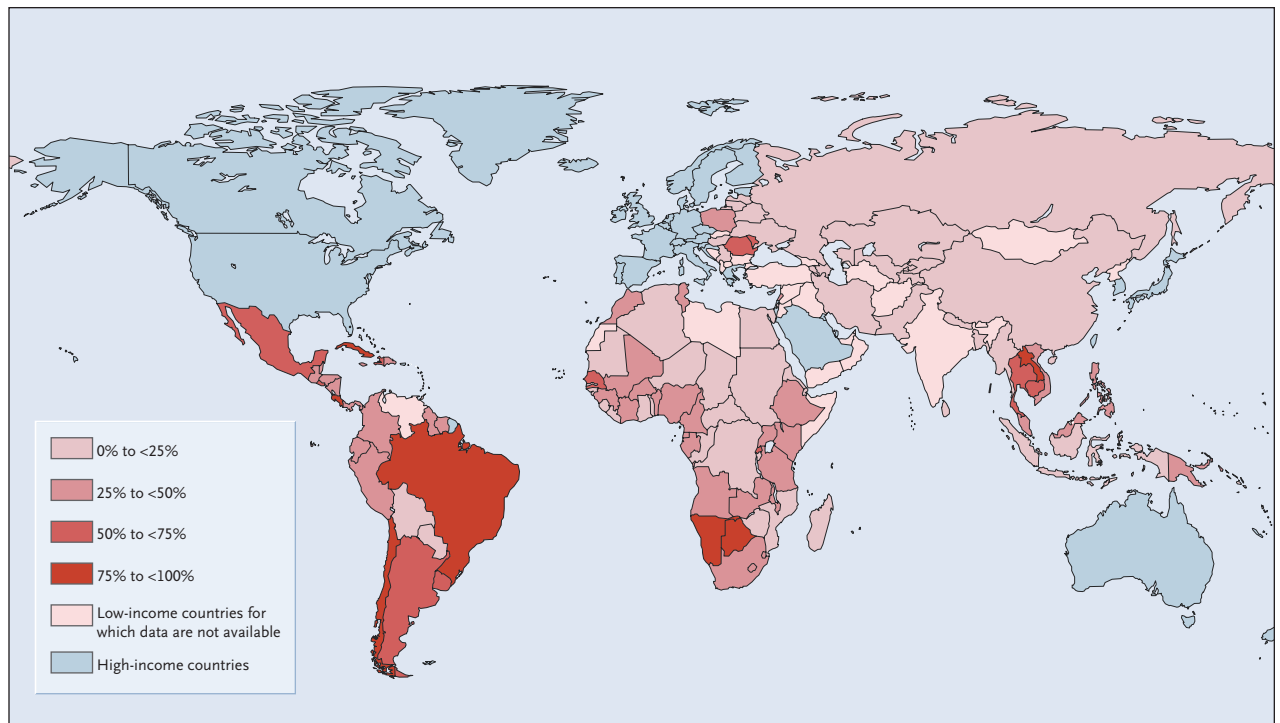 0% to <25%
25% to <50%
50% to <75%
75% to <100%
Low-income countries for
which data are not available
High-income countries